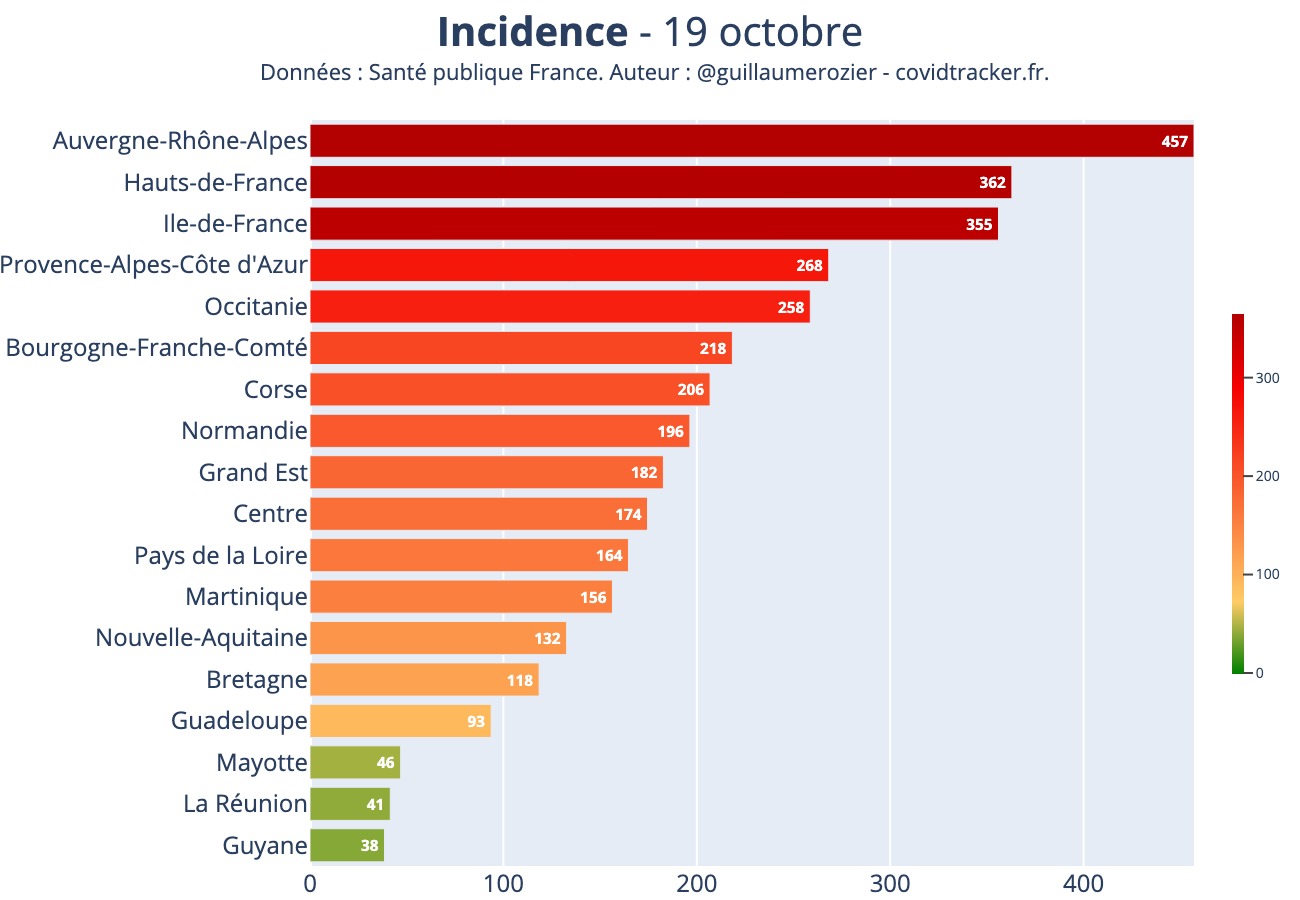 Incidence - 19 octobre
Données : Santé publique France. Auteur : @guillaumerozier - covidtracker.fr.
Auvergne-Rhône-Alpes 457
Hauts-de-France 362
Ile-de-France 355
Provence-Alpes-Côte d'Azur 268
Occitanie 258
Bourgogne-Franche-Comté 218
Corse 206
Normandie 196
Grand Est 182
Centre 174
Pays de la Loire 164
Martinique 156
Nouvelle-Aquitaine 132
Bretagne 118
Guadeloupe 93
Mayotte 46
La Réunion 41
Guyane 38
0 100 200 300 400
300
200
100
0